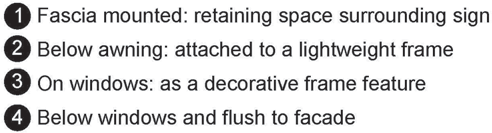 1 Fascia mounted: retaining space surrounding sign
2 Below awning: attached to a lightweight frame
3 On windows: as a decorative frame feature
4 Below windows and flush to facade